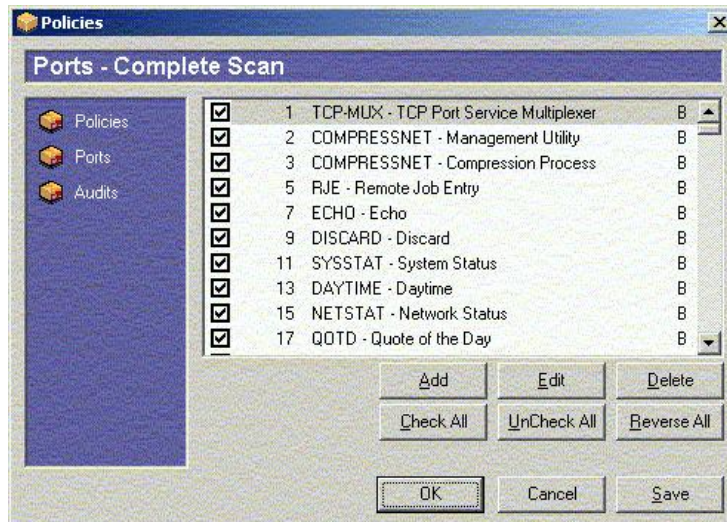 Policies
Ports - Complete Scan
Policies
Ports
Audits
1 TCP-MUX - TCP Port Service Multiplexer B
2 COMPRESSNET - Management Utility B
3 COMPRESSNET - Compression Process B
5 RJE - Remote Job Entry B
7 ECHO - Echo B
9 DISCARD - Discard B
11 SYSSTAT - System Status B
13 DAYTIME - Daytime B
15 NETSTAT - Network Status B
17 QOTD - Quote of the Day B
Add Edit Delete
Check All UnCheck All Reverse All
OK Cancel Save